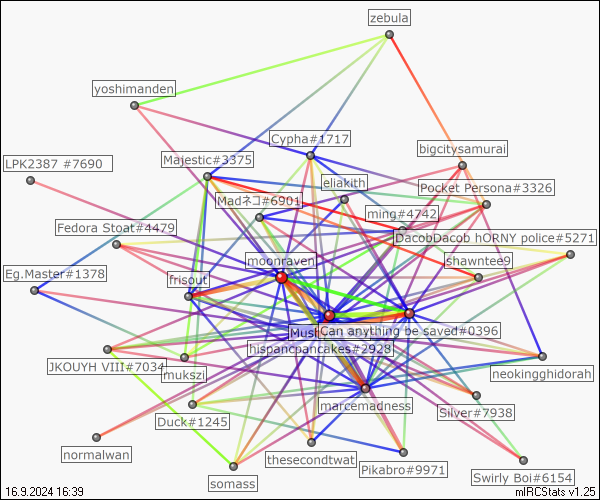 zebula
yoshimanden
Cypha#1717
bigcitysamurai
LPK2387 #7690
Majestic#3375
eliakith
Pocket Persona#3326
Madネコ#6901
ming#4742
Fedora Stoat#4479
DacobDacob hORNY police#5271
moonraven
shawntee9
Eg.Master#1378
frisout
Can anything be saved#0396
hispancpancakes#2928
JKOUYH VIII#7034
mukszi
neokingghidorah
marcemadness
Duck#1245
Silver#7938
normalwan
thesecondtwat
Pikabro#9971
somass
Swirly Boi#6154
16.9.2024 16:39
mIRCStats v1.25